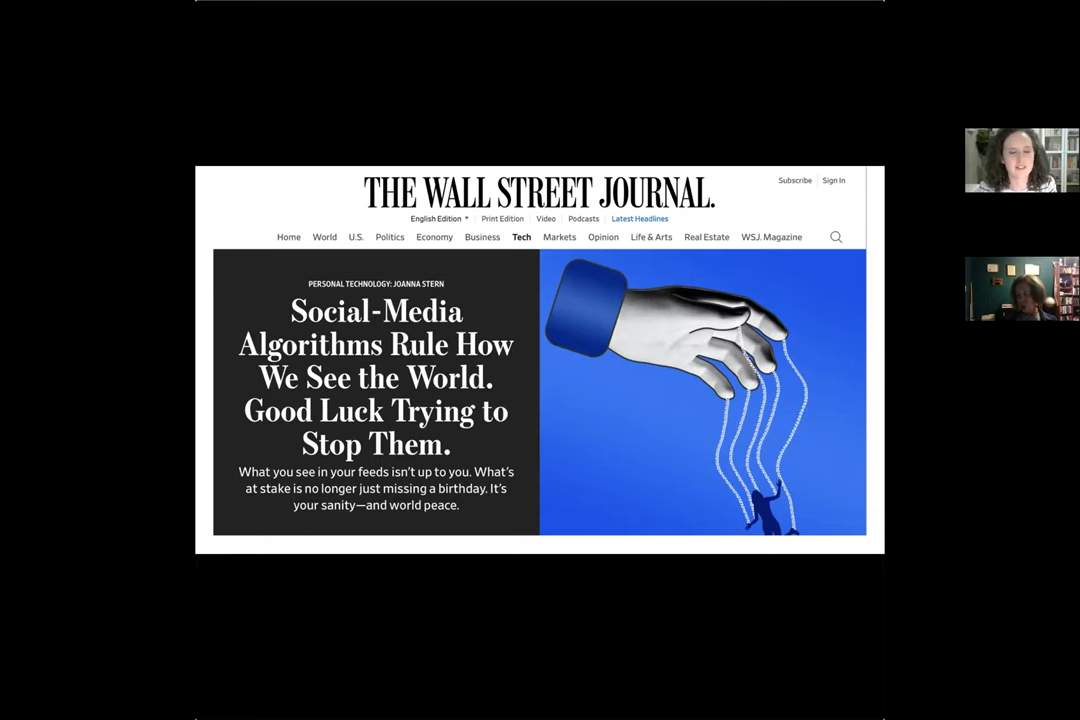 THE WALL STREET JOURNAL.
Subscribe Sign In
English Edition Print Edition Video Podcasts Latest Headlines
Home World U.S. Politics Economy Business Tech Markets Opinion Life & Arts Real Estate WSJ. Magazine
PERSONAL TECHNOLOGY: JOANNA STERN
Social-Media
Algorithms Rule How
We See the World.
Good Luck Trying to
Stop Them.
What you see in your feeds isn't up to you. What's
at stake is no longer just missing a birthday. It's
your sanity—and world peace.